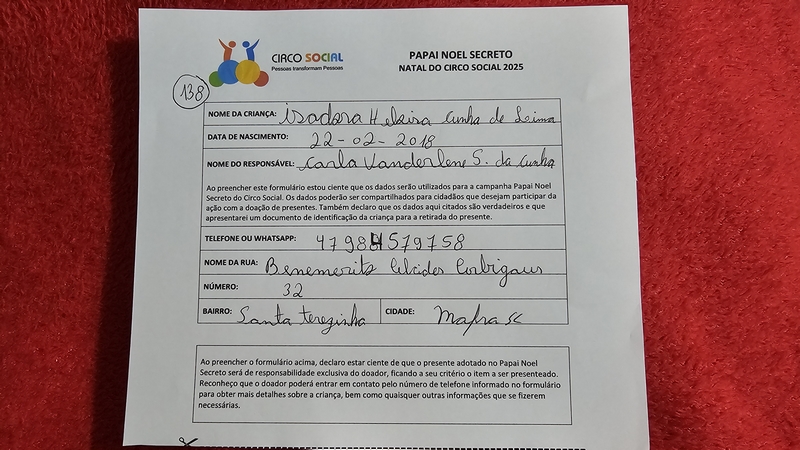 CIRCO SOCIAL
Pessoas transformam Pessoas
PAPAI NOEL SECRETO
NATAL DO CIRCO SOCIAL 2025
138
NOME DA CRIANÇA: isadora Heloisa Cunha de Leima
DATA DE NASCIMENTO: 22-02-2018
NOME DO RESPONSÁVEL: Carla Vanderlene S. da Cunha
Ao preencher este formulário estou ciente que os dados serão utilizados para a campanha Papai Noel
Secreto do Circo Social. Os dados poderão ser compartilhados para cidadãos que desejam participar da
ação com a doação de presentes. Também declaro que os dados aqui citados são verdadeiros e que
apresentarei um documento de identificação da criança para a retirada do presente.
TELEFONE OU WHATSAPP: 47984579758
NOME DA RUA: Benemerito
NÚMERO: 32
BAIRRO: Santa terezinha CIDADE: Mafra SC
Ao preencher o formulário acima, declaro estar ciente de que o presente adotado no Papai Noel
Secreto será de responsabilidade exclusiva do doador, ficando a seu critério o item a ser presenteado.
Reconheço que o doador poderá entrar em contato pelo número de telefone informado no formulário
para obter mais detalhes sobre a criança, bem como quaisquer outras informações que se fizerem
necessárias.